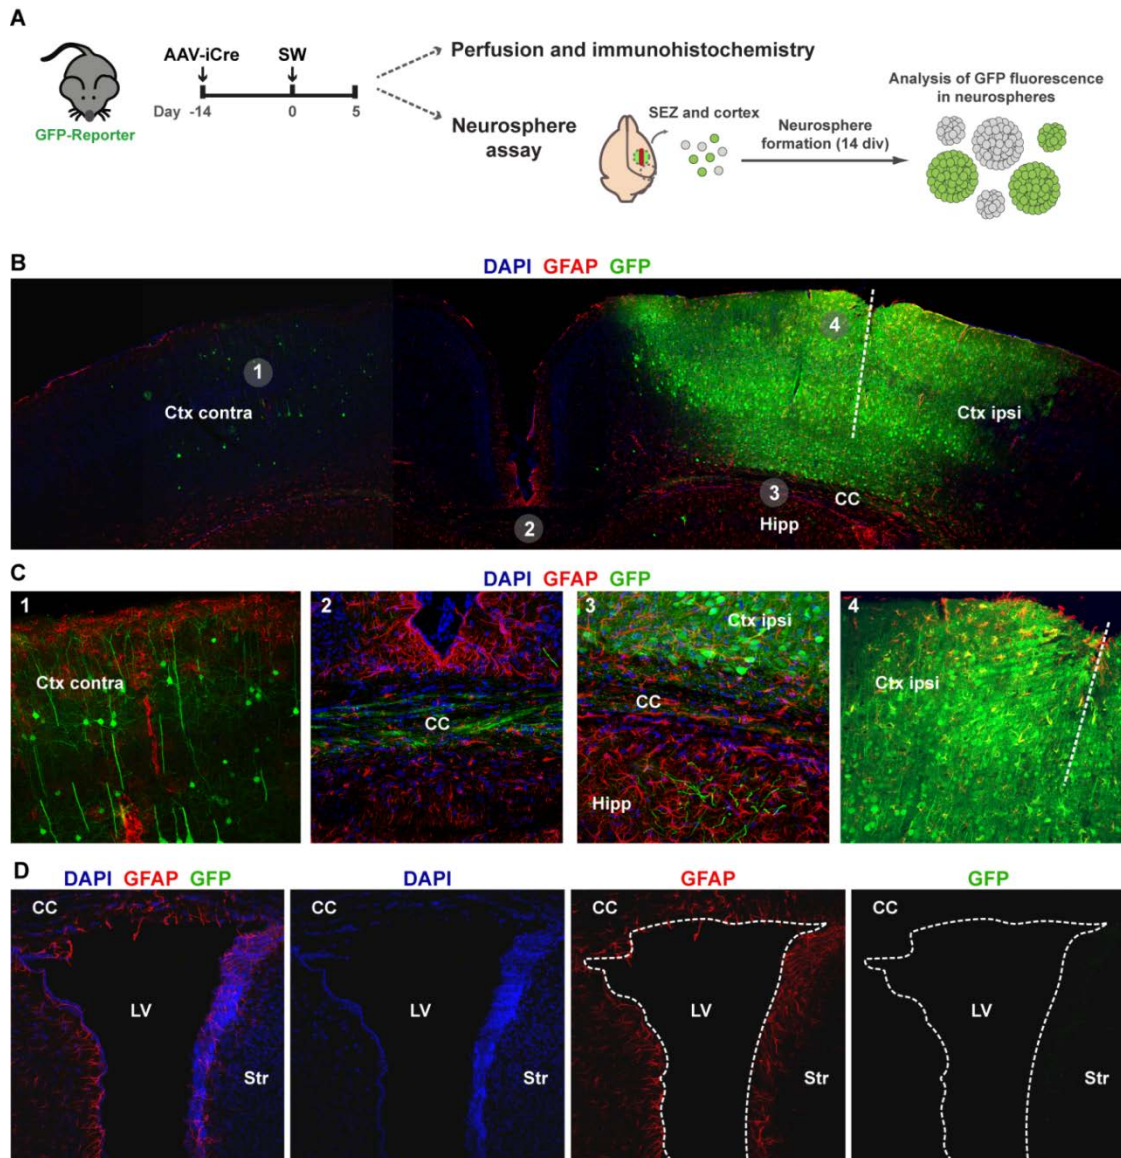 A
AAV-iCre
SW
Day -14 0 5
GFP-Reporter
Perfusion and immunohistochemistry
Neurosphere
assay
SEZ and cortex
Neurosphere
formation (14 div)
Analysis of GFP fluorescence
in neurospheres
B
DAPI GFAP GFP
1
Ctx contra
2
3
Hipp
CC
4
Ctx ipsi
C
DAPI GFAP GFP
1
Ctx contra
2
CC
3
Ctx ipsi
CC
Hipp
4
Ctx ipsi
D
DAPI GFAP GFP
CC
LV
Str
DAPI
CC
LV
Str
GFAP
CC
LV
Str
GFP
CC
LV
Str